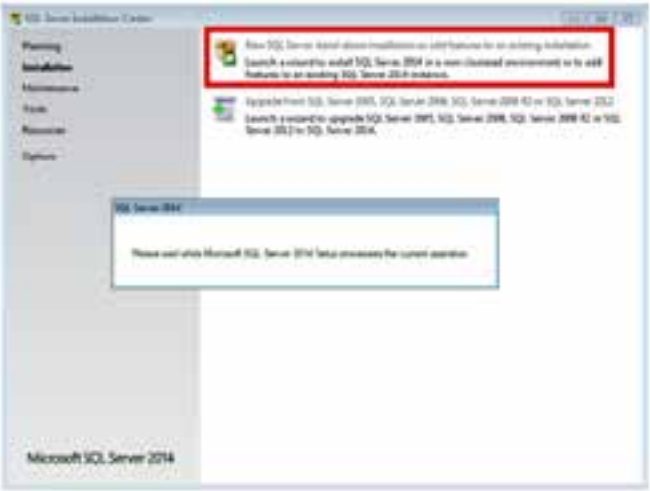 SQL Server Installation Center
Planning
Installation
Maintenance
Tools
Resources
Options
New SQL Server stand-alone installation or add features to an existing installation
Launch a wizard to install SQL Server 2014 in a non-clustered environment or to add
features to an existing SQL Server 2014 instance.
Upgrade from SQL Server 2005, SQL Server 2008, SQL Server 2008 R2 or SQL Server 2012
Launch a wizard to upgrade SQL Server 2005, SQL Server 2008, SQL Server 2008 R2 or SQL
Server 2012 to SQL Server 2014.
SQL Server 2014
Please wait while Microsoft SQL Server 2014 Setup processes the current operation.
Microsoft SQL Server 2014